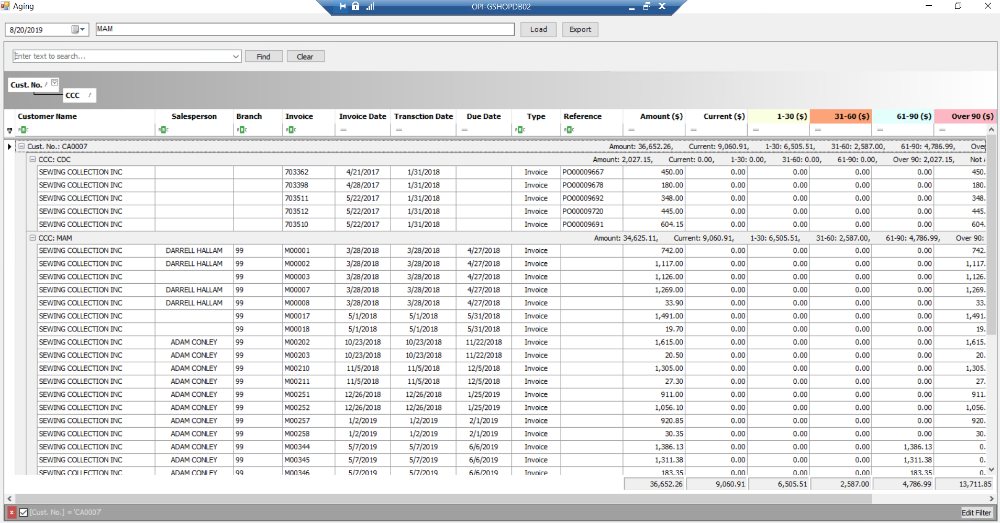 Aging
OPI-GSHOPDB02
8/20/2019 MAM Load Export
Enter text to search... Find Clear
Cust. No.
CCC
Customer Name Salesperson Branch Invoice Invoice Date Transction Date Due Date Type Reference Amount ($) Current ($) 1-30 ($) 31-60 ($) 61-90 ($) Over 90 ($)
Cust. No.: CA0007 Amount: 36,652.26, Current: 9,060.91, 1-30: 6,505.51, 31-60: 2,587.00, 61-90: 4,786.99, Over
CCC: CDC Amount: 2,027.15, Current: 0.00, 1-30: 0.00, 31-60: 0.00, 61-90: 0.00, Over 90: 2,027.15, Not
SEWING COLLECTION INC 703362 4/21/2017 1/31/2018 Invoice PO00009667 450.00 0.00 0.00 0.00 0.00 450.
SEWING COLLECTION INC 703398 4/28/2017 1/31/2018 Invoice PO00009678 180.00 0.00 0.00 0.00 0.00 180.
SEWING COLLECTION INC 703511 5/22/2017 1/31/2018 Invoice PO00009692 348.00 0.00 0.00 0.00 0.00 348.
SEWING COLLECTION INC 703512 5/22/2017 1/31/2018 Invoice PO00009720 445.00 0.00 0.00 0.00 0.00 445.
SEWING COLLECTION INC 703510 5/22/2017 1/31/2018 Invoice PO00009691 604.15 0.00 0.00 0.00 0.00 604.
CCC: MAM Amount: 34,625.11, Current: 9,060.91, 1-30: 6,505.51, 31-60: 2,587.00, 61-90: 4,786.99, Over 90:
SEWING COLLECTION INC DARRELL HALLAM 99 M00001 3/28/2018 3/28/2018 4/27/2018 Invoice 742.00 0.00 0.00 0.00 0.00 742.
SEWING COLLECTION INC DARRELL HALLAM 99 M00002 3/28/2018 3/28/2018 4/27/2018 Invoice 1,117.00 0.00 0.00 0.00 0.00 1,117.
SEWING COLLECTION INC 99 M00003 3/28/2018 3/28/2018 4/27/2018 Invoice 1,126.00 0.00 0.00 0.00 0.00 1,126.
SEWING COLLECTION INC DARRELL HALLAM 99 M00007 3/28/2018 3/28/2018 4/27/2018 Invoice 1,269.00 0.00 0.00 0.00 0.00 1,269.
SEWING COLLECTION INC DARRELL HALLAM 99 M00008 3/28/2018 3/28/2018 4/27/2018 Invoice 33.90 0.00 0.00 0.00 0.00 33.
SEWING COLLECTION INC 99 M00017 5/1/2018 5/1/2018 5/31/2018 Invoice 1,491.00 0.00 0.00 0.00 0.00 1,491.
SEWING COLLECTION INC 99 M00018 5/1/2018 5/1/2018 5/31/2018 Invoice 19.70 0.00 0.00 0.00 0.00 19.
SEWING COLLECTION INC ADAM CONLEY 99 M00202 10/23/2018 10/23/2018 11/22/2018 Invoice 1,615.00 0.00 0.00 0.00 0.00 1,615.
SEWING COLLECTION INC ADAM CONLEY 99 M00203 10/23/2018 10/23/2018 11/22/2018 Invoice 20.50 0.00 0.00 0.00 0.00 20.
SEWING COLLECTION INC ADAM CONLEY 99 M00210 11/5/2018 11/5/2018 12/5/2018 Invoice 1,305.00 0.00 0.00 0.00 0.00 1,305.
SEWING COLLECTION INC ADAM CONLEY 99 M00211 11/5/2018 11/5/2018 12/5/2018 Invoice 27.30 0.00 0.00 0.00 0.00 27.
SEWING COLLECTION INC ADAM CONLEY 99 M00251 12/26/2018 12/26/2018 1/25/2019 Invoice 911.00 0.00 0.00 0.00 0.00 911.
SEWING COLLECTION INC ADAM CONLEY 99 M00252 12/26/2018 12/26/2018 1/25/2019 Invoice 1,056.10 0.00 0.00 0.00 0.00 1,056.
SEWING COLLECTION INC ADAM CONLEY 99 M00257 1/2/2019 1/2/2019 2/1/2019 Invoice 920.85 0.00 0.00 0.00 0.00 920.
SEWING COLLECTION INC ADAM CONLEY 99 M00258 1/2/2019 1/2/2019 2/1/2019 Invoice 30.35 0.00 0.00 0.00 0.00 30.
SEWING COLLECTION INC ADAM CONLEY 99 M00344 5/7/2019 5/7/2019 6/6/2019 Invoice 1,386.13 0.00 0.00 0.00 1,386.13 0.
SEWING COLLECTION INC ADAM CONLEY 99 M00345 5/7/2019 5/7/2019 6/6/2019 Invoice 1,311.38 0.00 0.00 0.00 1,311.38 0.
SEWING COLLECTION INC ADAM CONLEY 99 M00346 5/7/2019 5/7/2019 6/6/2019 Invoice 183.35 0.00 0.00 0.00 183.35 0.
36,652.26 9,060.91 6,505.51 2,587.00 4,786.99 13,711.85
[Cust. No.] = 'CA0007' Edit Filter